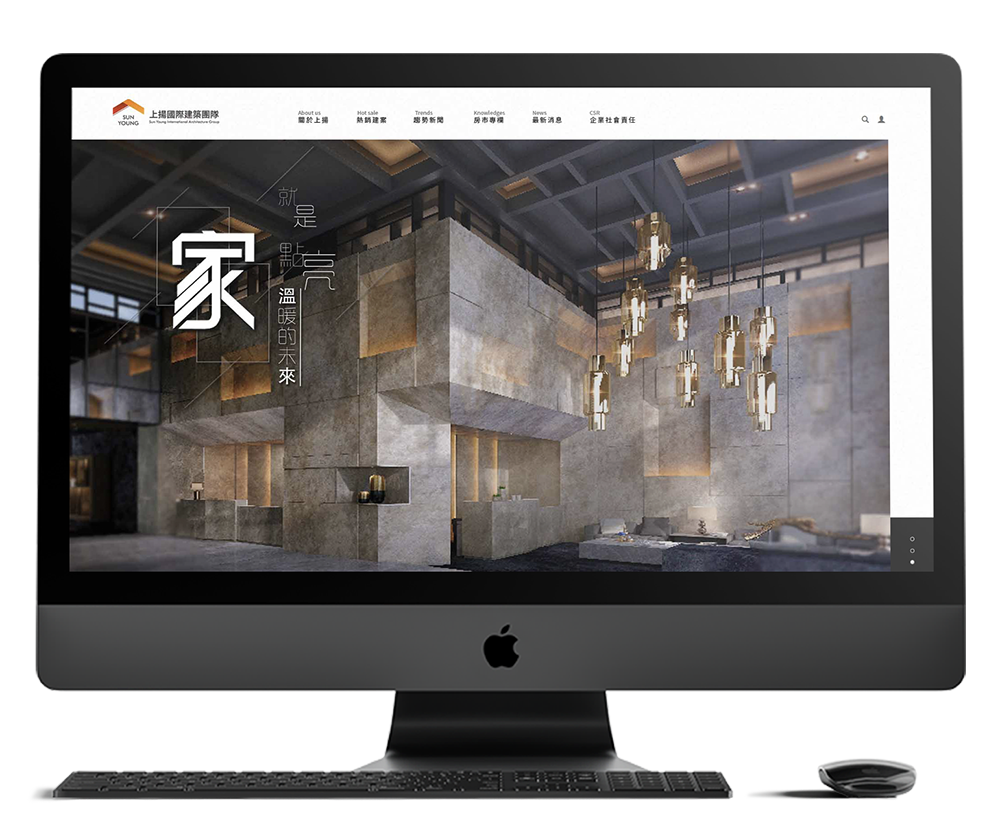 SUN
YOUNG
上揚國際建築團隊
Sun Young International Architecture Group
About us
關於上揚
Hot sale
熱銷建案
Trends
趨勢新聞
Knowledges
房市專欄
News
最新消息
CSR
企業社會責任
家
就是
點亮
溫暖的未來